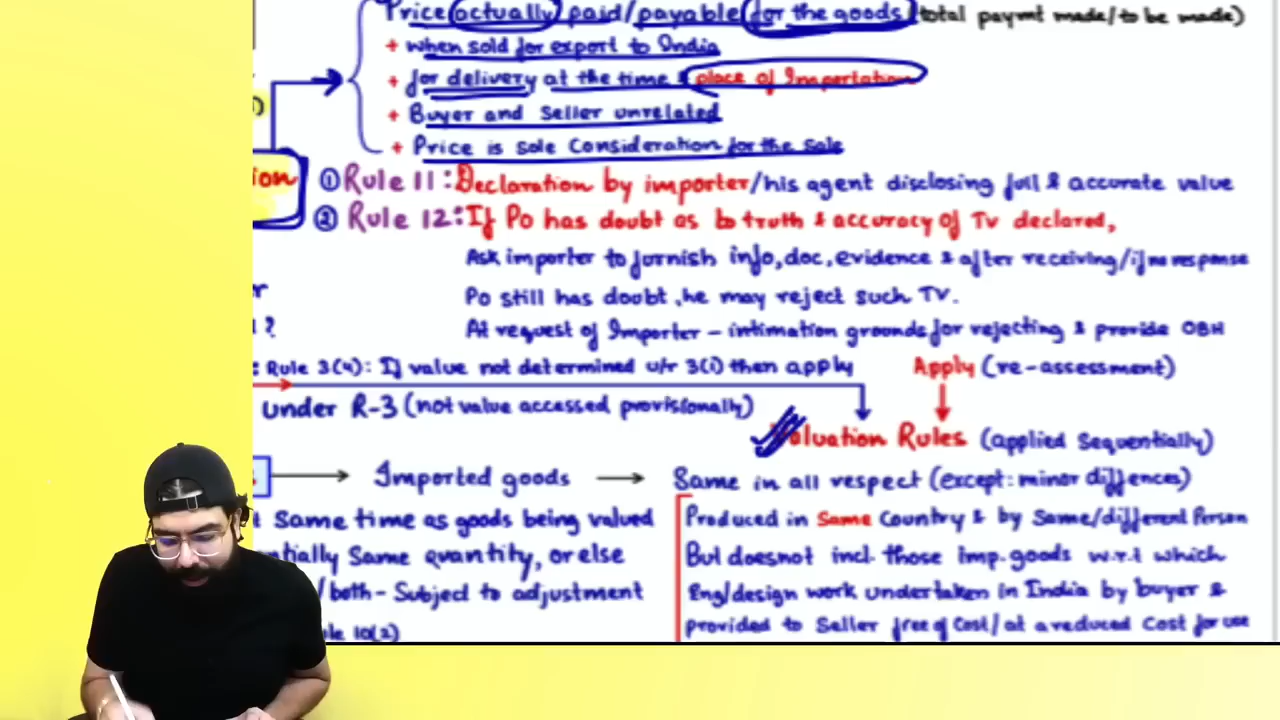 Price actually paid/payable for the goods (total paymt made/to be made)
+ when sold for export to India
+ for delivery at the time & place of Importation
+ Buyer and Seller unrelated
+ Price is sole Consideration for the sale
ion ① Rule 11: Declaration by importer/his agent disclosing full & accurate value
② Rule 12: If Po has doubt as to truth & accuracy of Tv declared,
Ask importer to furnish info, doc, evidence & after receiving/if no response
r Po still has doubt, he may reject such TV.
? At request of Importer – intimation grounds for rejecting & provide OBH
: Rule 3(4): If value not determined u/r 3(1) then apply Apply (re-assessment)
under R-3 (not value accessed provisionally)
Valuation Rules (applied Sequentially)
Imported goods → Same in all respect (except: minor diffences)
Same time as goods being valued Produced in Same Country & by Same/different Person
ntially Same quantity, or else But doesnot incl. those imp. goods w.r.t which
/both - Subject to adjustment Eng/design work undertaken in India by buyer &
le 10(2) provided to Seller free of Cost/at a reduced Cost for use